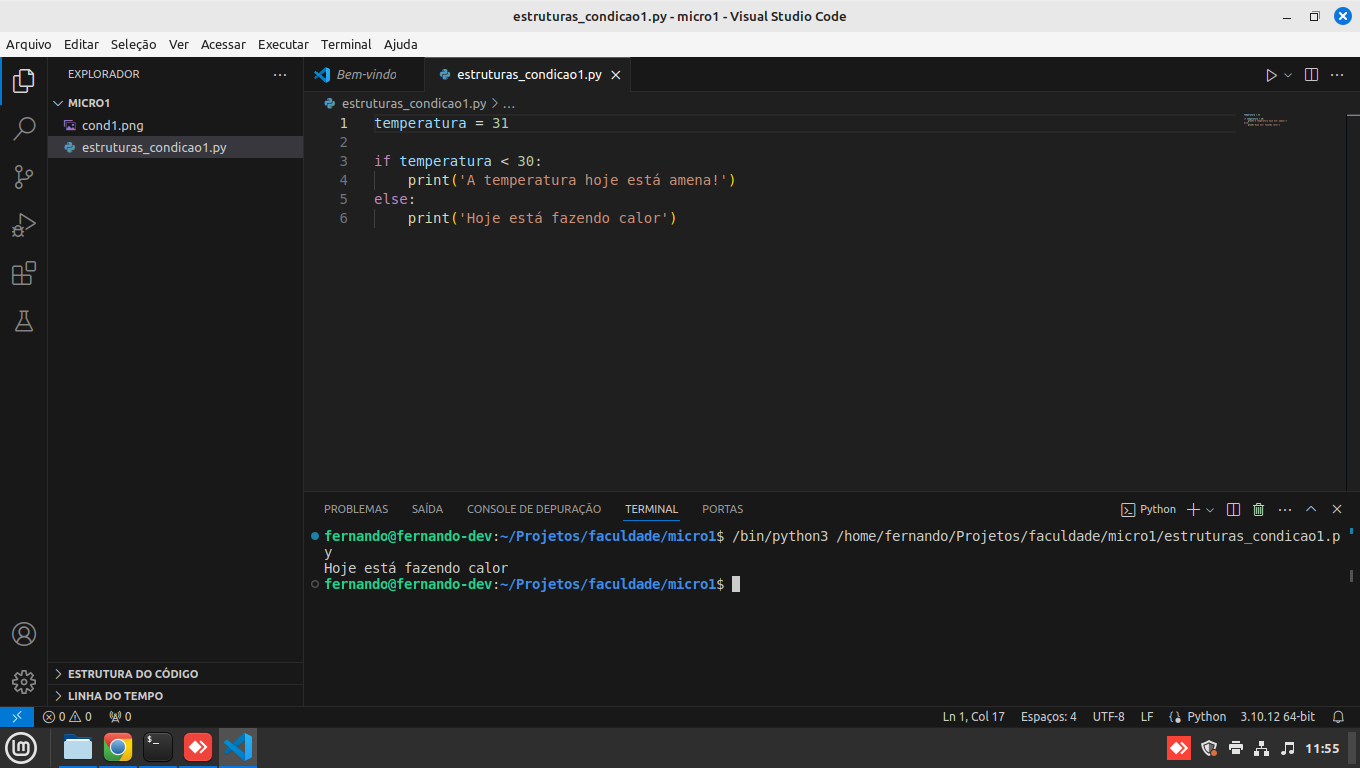 estruturas_condicao1.py - micro1 - Visual Studio Code
Arquivo Editar Seleção Ver Acessar Executar Terminal Ajuda
EXPLORADOR
MICRO1
cond1.png
estruturas_condicao1.py
ESTRUTURA DO CÓDIGO
LINHA DO TEMPO
Bem-vindo
estruturas_condicao1.py
estruturas_condicao1.py > ...
1 temperatura = 31
2
3 if temperatura < 30:
4     print('A temperatura hoje está amena!')
5 else:
6     print('Hoje está fazendo calor')
PROBLEMAS SAÍDA CONSOLE DE DEPURAÇÃO TERMINAL PORTAS
Python
fernando@fernando-dev:~/Projetos/faculdade/micro1$ /bin/python3 /home/fernando/Projetos/faculdade/micro1/estruturas_condicao1.p
y
Hoje está fazendo calor
fernando@fernando-dev:~/Projetos/faculdade/micro1$
0 0 0 Ln 1, Col 17 Espaços: 4 UTF-8 LF Python 3.10.12 64-bit
11:55